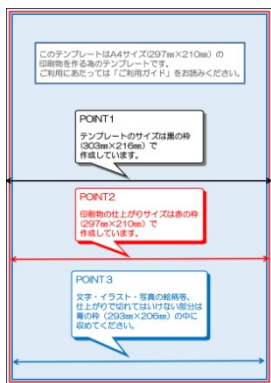 このテンプレートはA4サイズ(297㎜×210㎜)の
印刷物を作る為のテンプレートです。
ご利用にあたっては「ご利用ガイド」をお読みください。
POINT1
テンプレートのサイズは黒の枠
(303㎜×216㎜)で
作成しています。
POINT2
印刷物の仕上がりサイズは赤の枠
(297㎜×210㎜)で
作成しています。
POINT3
文字・イラスト・写真の絵柄等、
仕上がりで切れてはいけない部分は
青の枠(293㎜×206㎜)の中に
収めてください。